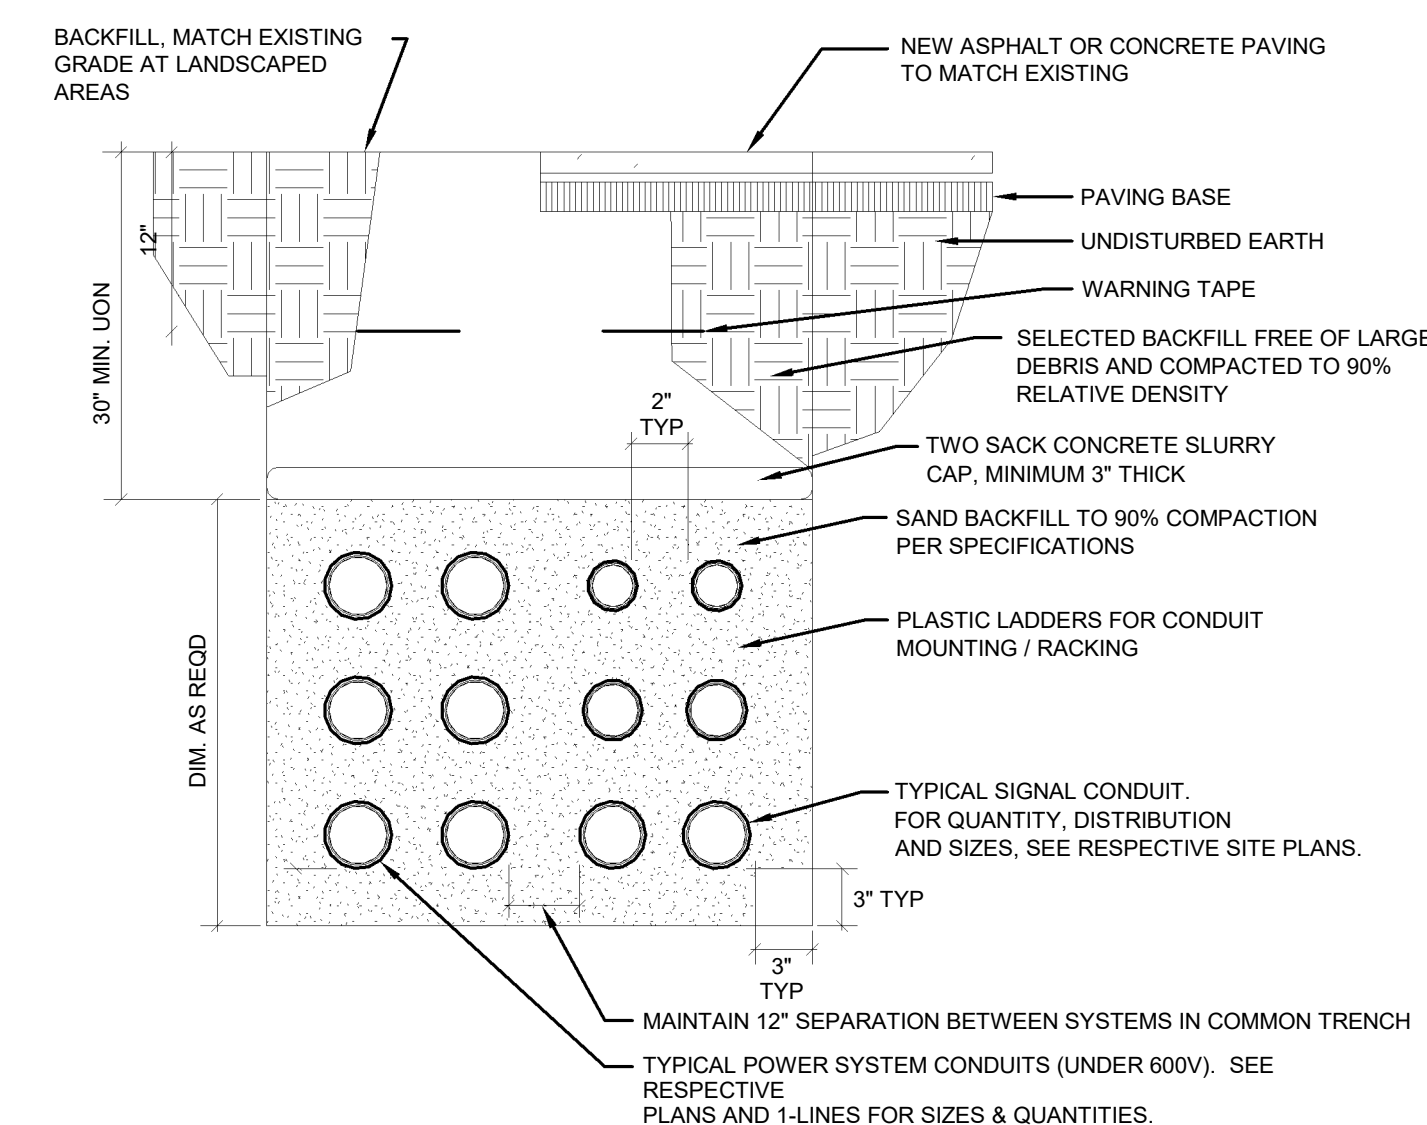 BACKFILL, MATCH EXISTING
GRADE AT LANDSCAPED
AREAS
NEW ASPHALT OR CONCRETE PAVING
TO MATCH EXISTING
PAVING BASE
UNDISTURBED EARTH
12"
WARNING TAPE
30" MIN. UON
SELECTED BACKFILL FREE OF LARGE
DEBRIS AND COMPACTED TO 90%
RELATIVE DENSITY
2"
TYP
TWO SACK CONCRETE SLURRY
CAP, MINIMUM 3" THICK
SAND BACKFILL TO 90% COMPACTION
PER SPECIFICATIONS
PLASTIC LADDERS FOR CONDUIT
MOUNTING / RACKING
DIM. AS REQD
TYPICAL SIGNAL CONDUIT.
FOR QUANTITY, DISTRIBUTION
AND SIZES, SEE RESPECTIVE SITE PLANS.
3" TYP
3"
TYP
MAINTAIN 12" SEPARATION BETWEEN SYSTEMS IN COMMON TRENCH
TYPICAL POWER SYSTEM CONDUITS (UNDER 600V). SEE
RESPECTIVE
PLANS AND 1-LINES FOR SIZES & QUANTITIES.